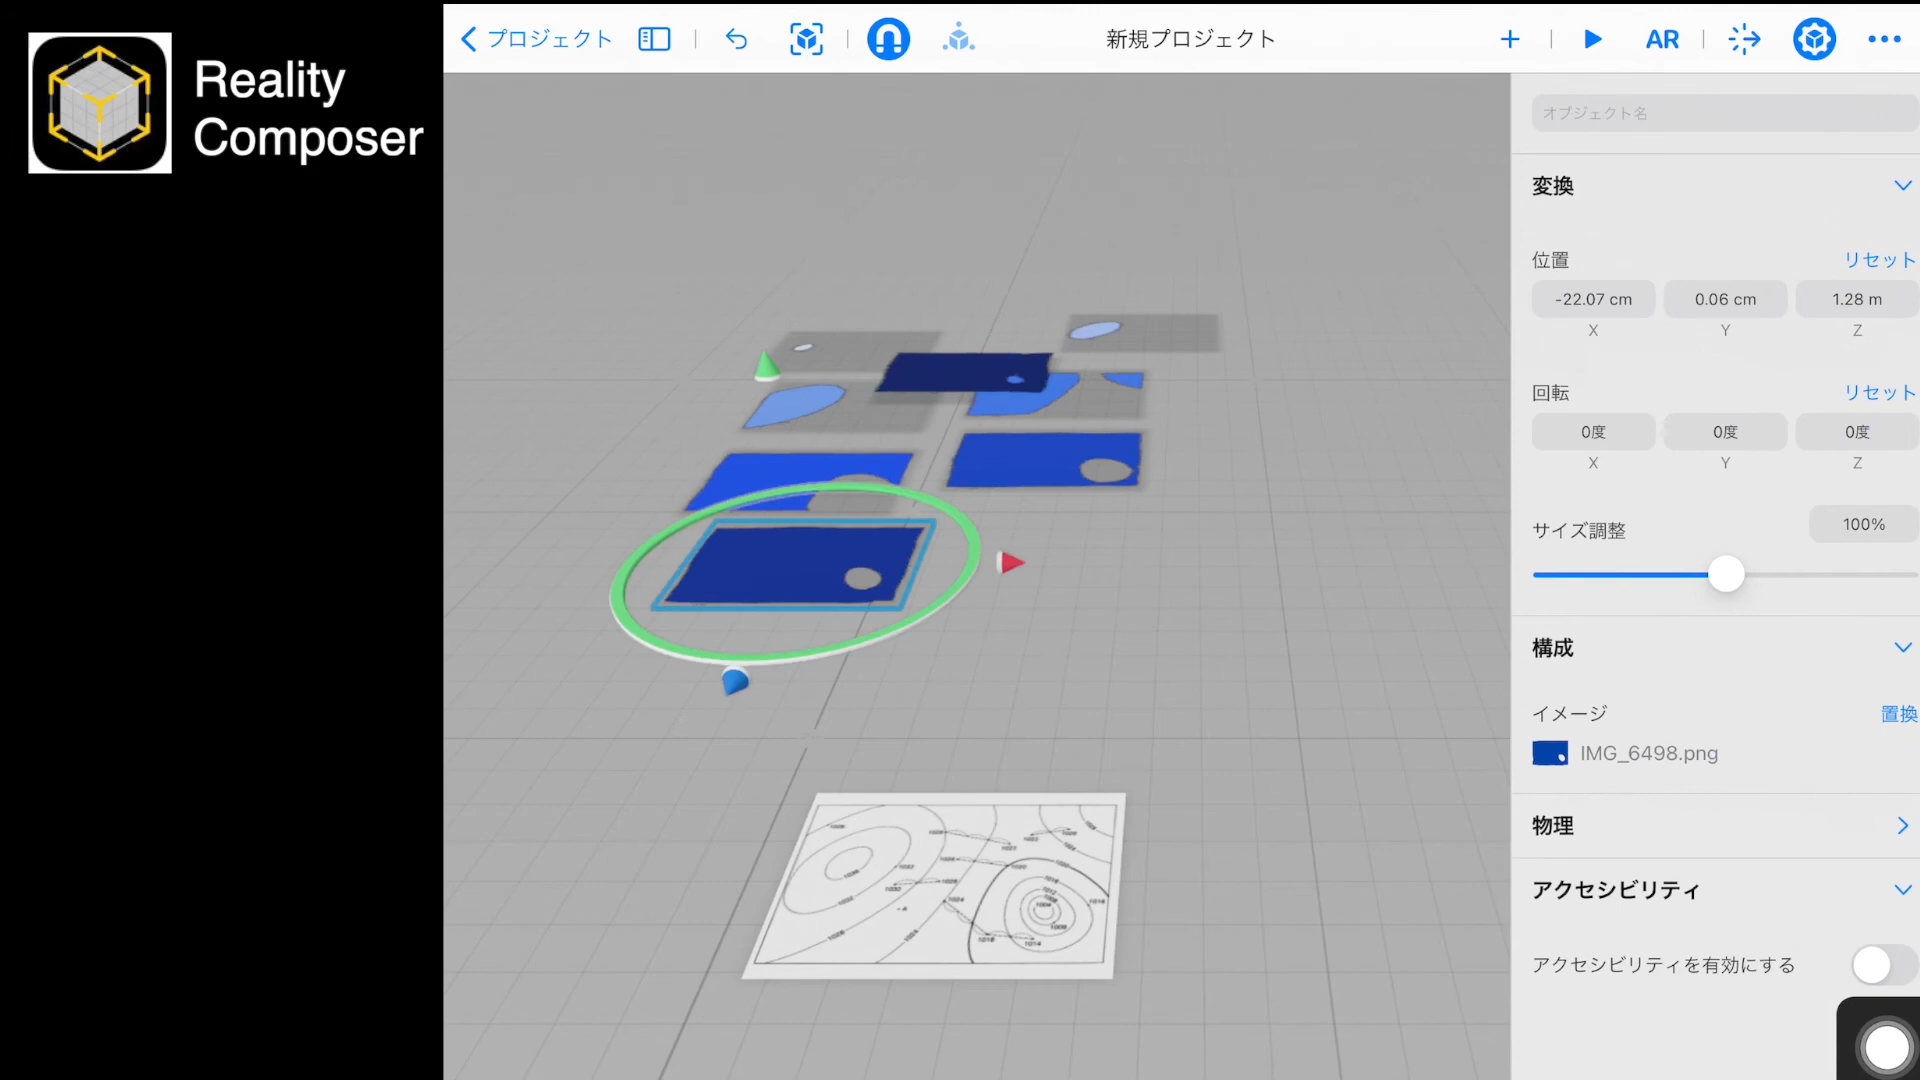 Reality
Composer
プロジェクト
新規プロジェクト
AR
オブジェクト名
変換
位置
リセット
-22.07 cm
0.06 cm
1.28 m
X
Y
Z
回転
リセット
0度
0度
0度
X
Y
Z
サイズ調整
100%
構成
イメージ
置換
IMG_6498.png
物理
アクセシビリティ
アクセシビリティを有効にする